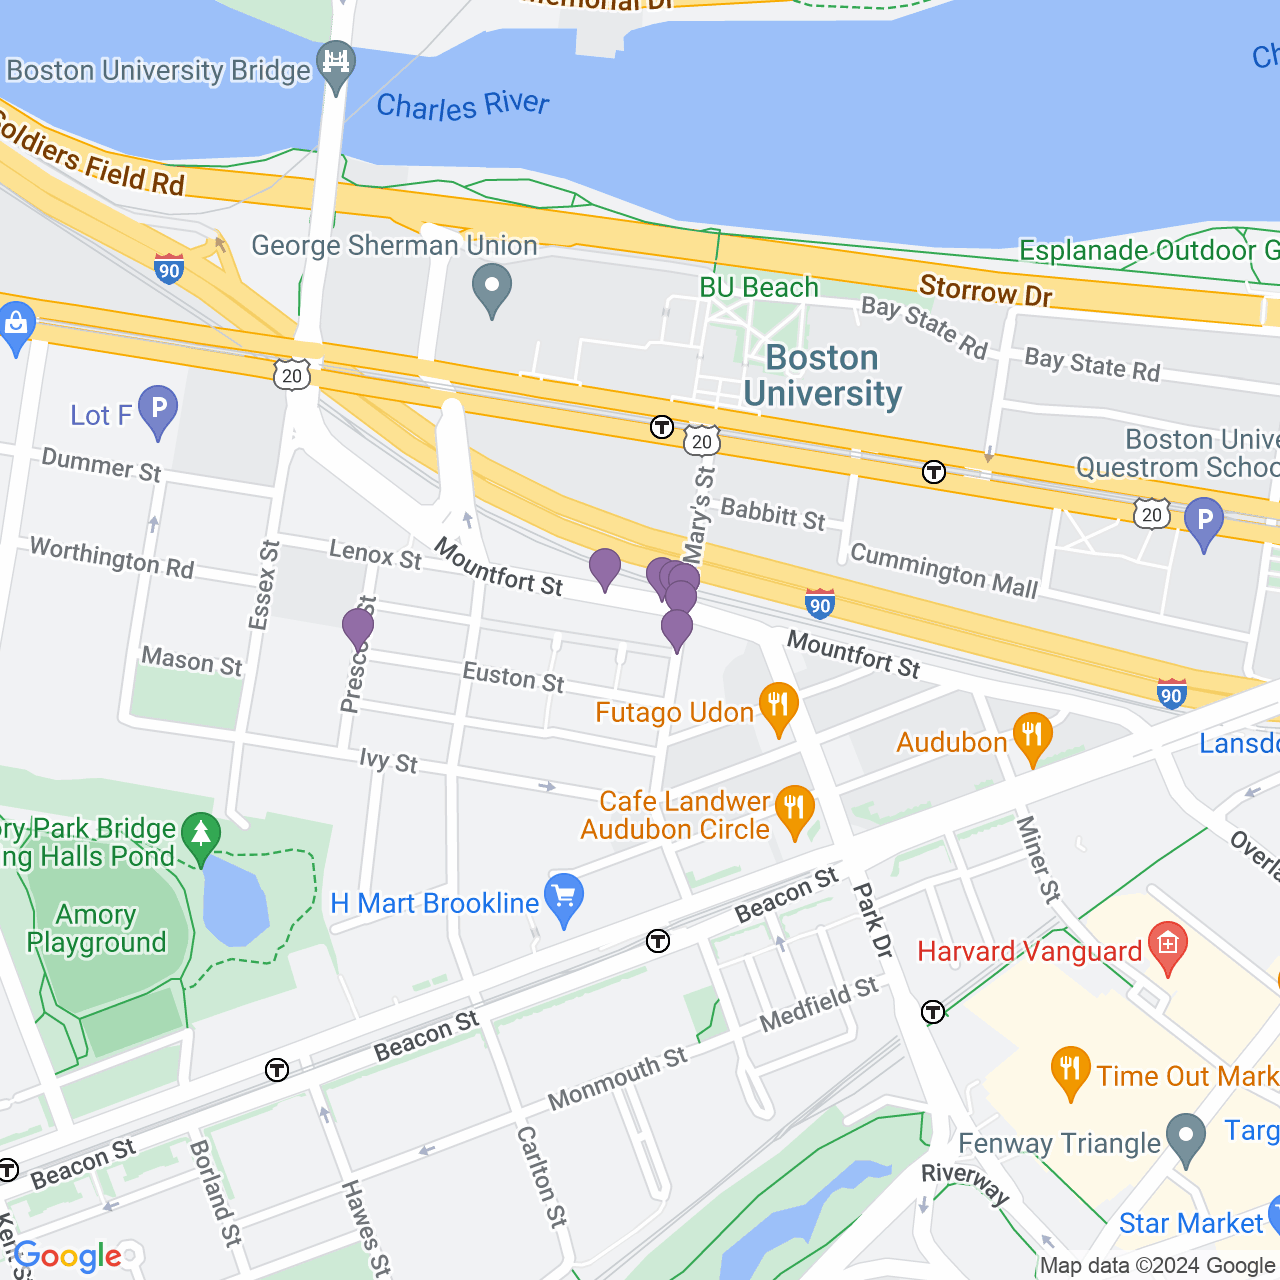 Memorial Dr
Boston University Bridge
Charles River
Ch
Soldiers Field Rd
George Sherman Union
90
Esplanade Outdoor G
BU Beach
Storrow Dr
Bay State Rd
Bay State Rd
Boston
University
20
P
Lot F
T
20
Boston Unive
Questrom Schoo
T
Dummer St
Mary's St
Babbitt St
20
P
Worthington Rd
Lenox St
Mountfort St
Essex St
Cummington Mall
90
Prescott St
Mountfort St
Mason St
Euston St
90
Futago Udon
Audubon
Lansdo
Ivy St
Cafe Landwer
Audubon Circle
ory Park Bridge
ng Halls Pond
Miner St
Overla
H Mart Brookline
Beacon St
Park Dr
Amory
Playground
T
Harvard Vanguard
Medfield St
T
Beacon St
T
Monmouth St
Time Out Mark
Carlton St
Fenway Triangle
Targ
T
Beacon St
Borland St
Hawes St
Riverway
Kent St
Star Market
Google
Map data ©2024 Google